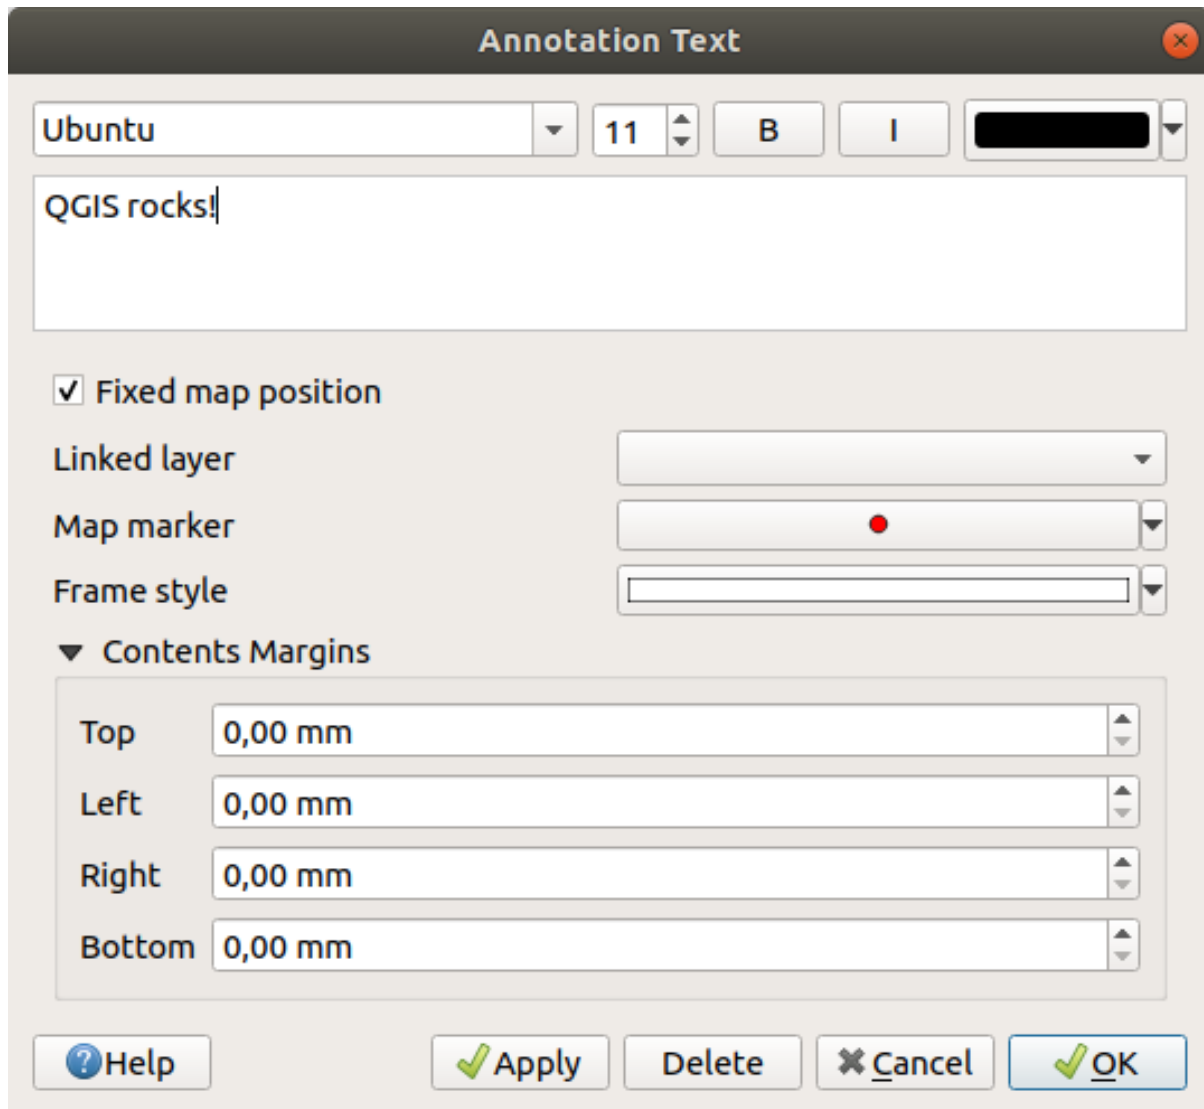 Annotation Text
Ubuntu 11 B I
QGIS rocks!
Fixed map position
Linked layer
Map marker
Frame style
Contents Margins
Top 0,00 mm
Left 0,00 mm
Right 0,00 mm
Bottom 0,00 mm
Help Apply Delete Cancel OK